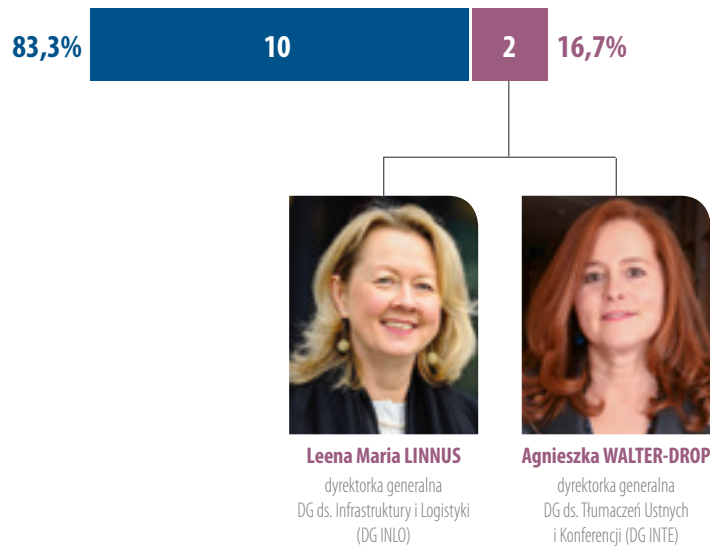 83,3% 10 2 16,7%
Leena Maria LINNUS
dyrektorka generalna
DG ds. Infrastruktury i Logistyki
(DG INLO)
Agnieszka WALTER-DROP
dyrektorka generalna
DG ds. Tłumaczeń Ustnych
i Konferencji (DG INTE)